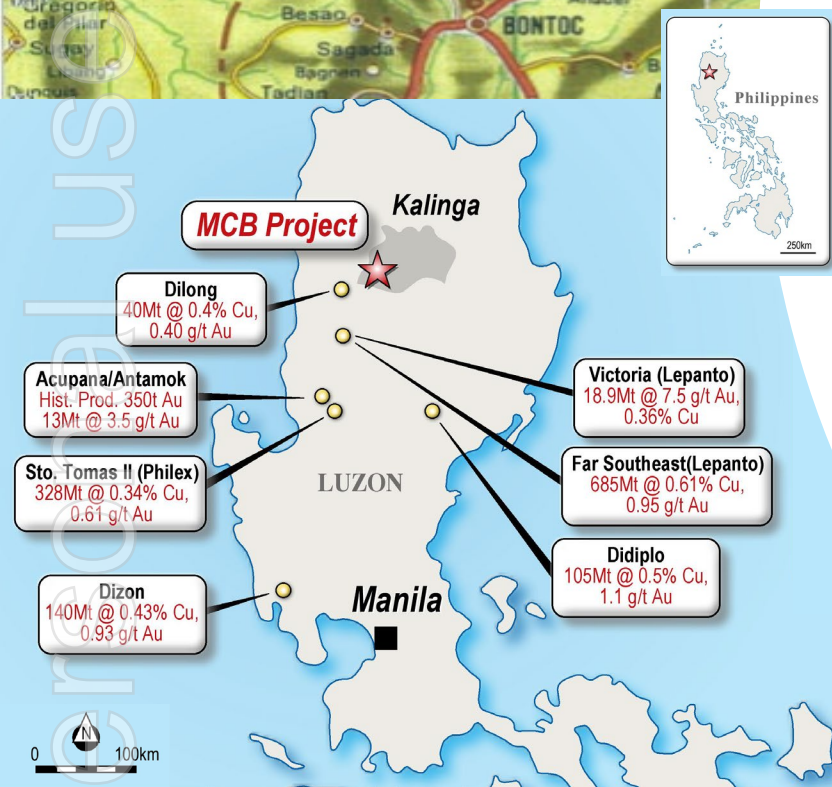 Gregorio
del Pilar
Sugay
Besao
Sagada
Bagnen
Tadian
BONTOC
Philippines
250km
Kalinga
MCB Project
Dilong
40Mt @ 0.4% Cu,
0.40 g/t Au
Acupana/Antamok
Hist. Prod. 350t Au
13Mt @ 3.5 g/t Au
Victoria (Lepanto)
18.9Mt @ 7.5 g/t Au,
0.36% Cu
Sto. Tomas II (Philex)
328Mt @ 0.34% Cu,
0.61 g/t Au
LUZON
Far Southeast(Lepanto)
685Mt @ 0.61% Cu,
0.95 g/t Au
Didiplo
105Mt @ 0.5% Cu,
1.1 g/t Au
Dizon
140Mt @ 0.43% Cu,
0.93 g/t Au
Manila
N
0 100km
ersonal use